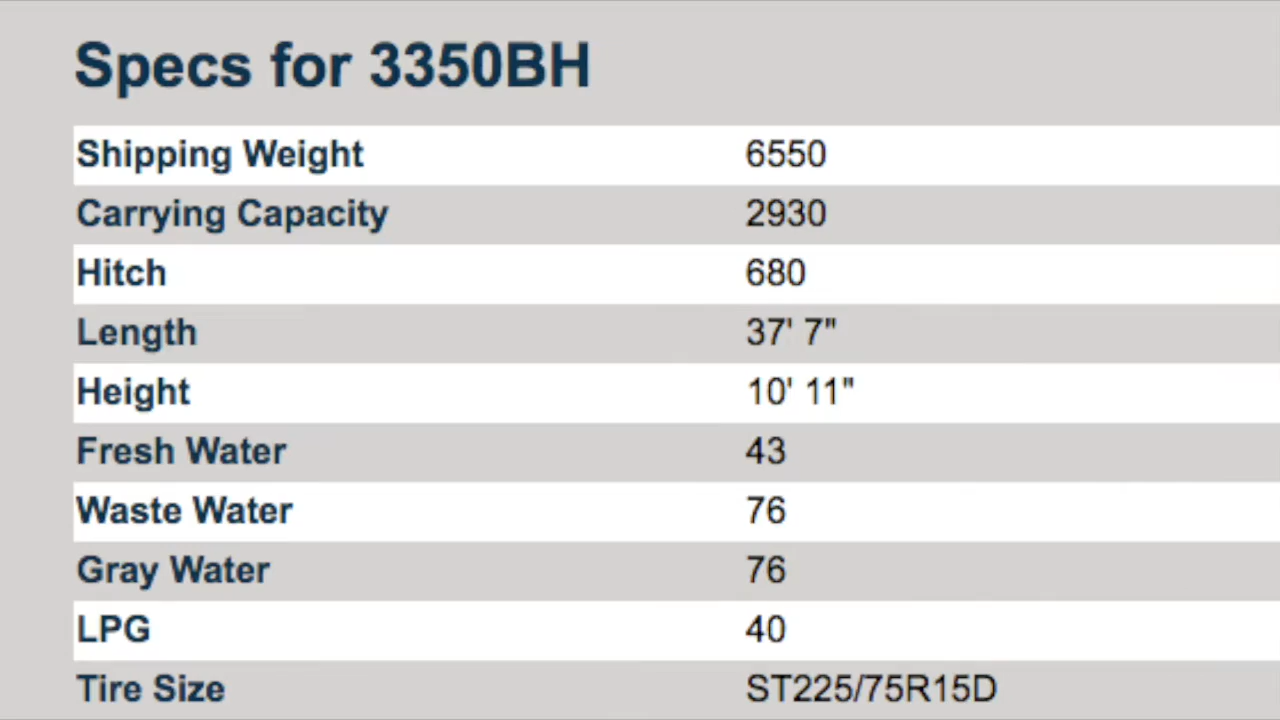 Specs for 3350BH
Shipping Weight 6550
Carrying Capacity 2930
Hitch 680
Length 37' 7"
Height 10' 11"
Fresh Water 43
Waste Water 76
Gray Water 76
LPG 40
Tire Size ST225/75R15D